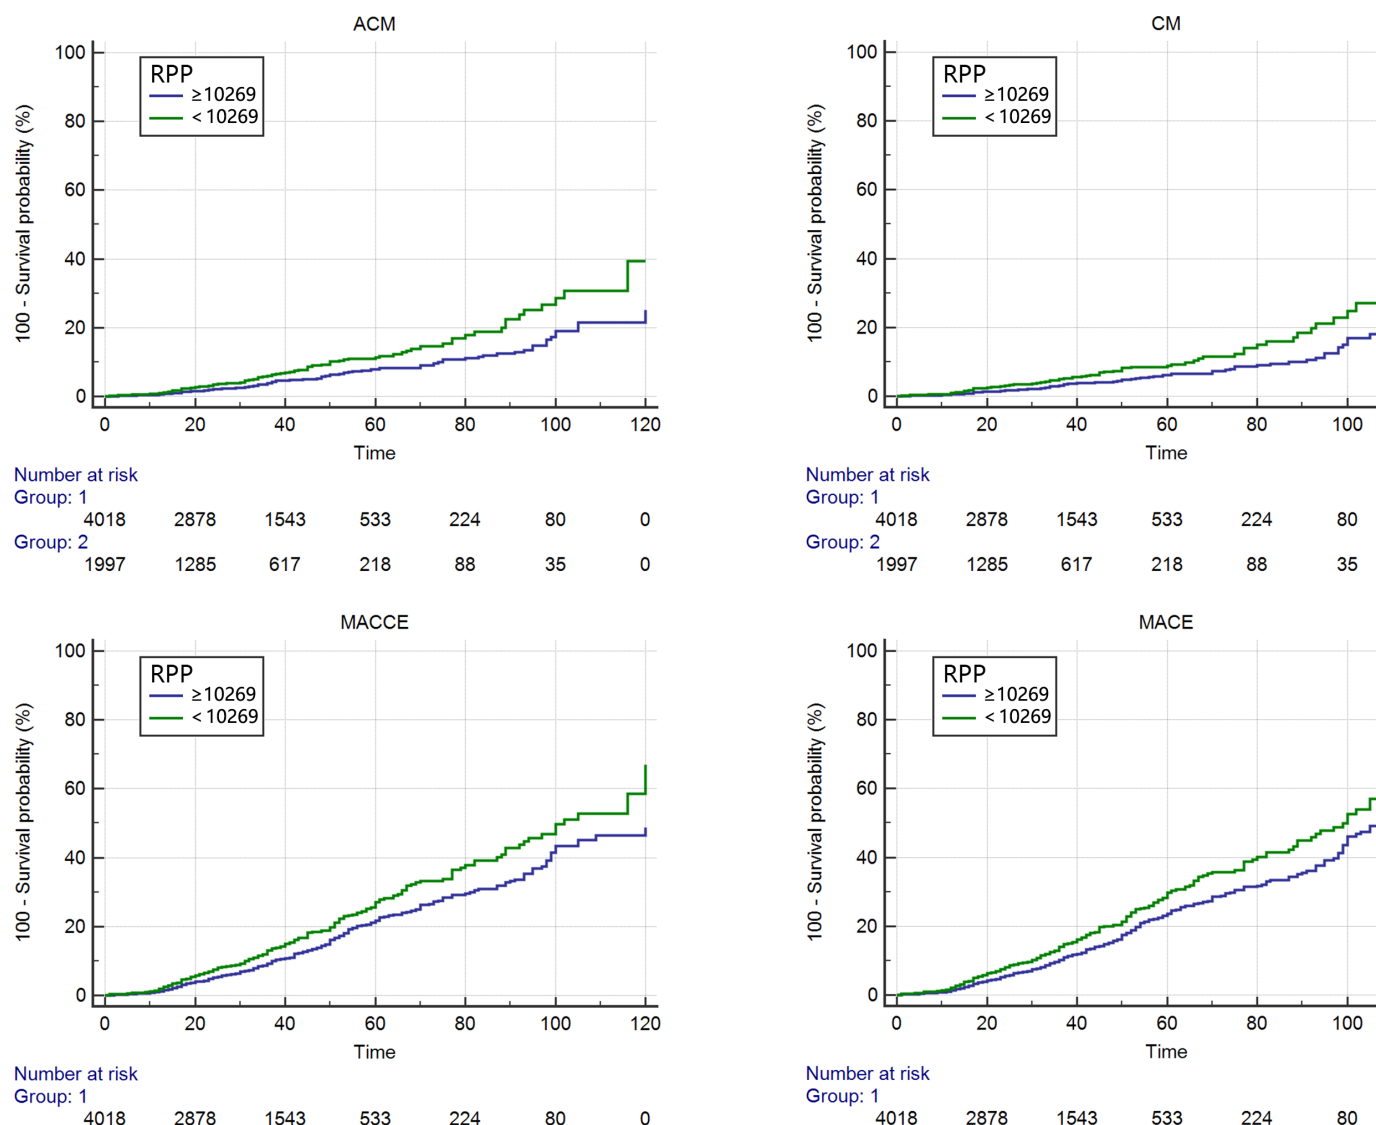 ACM
100 - Survival probability (%)
100
80
60
40
20
0
RPP
≥10269
< 10269
0 20 40 60 80 100 120
Time
Number at risk
Group: 1
4018 2878 1543 533 224 80 0
Group: 2
1997 1285 617 218 88 35 0
CM
100 - Survival probability (%)
100
80
60
40
20
0
RPP
≥10269
< 10269
0 20 40 60 80 100
Time
Number at risk
Group: 1
4018 2878 1543 533 224 80
Group: 2
1997 1285 617 218 88 35
MACCE
100 - Survival probability (%)
100
80
60
40
20
0
RPP
≥10269
< 10269
0 20 40 60 80 100 120
Time
Number at risk
Group: 1
4018 2878 1543 533 224 80 0
MACE
100 - Survival probability (%)
100
80
60
40
20
0
RPP
≥10269
< 10269
0 20 40 60 80 100
Time
Number at risk
Group: 1
4018 2878 1543 533 224 80